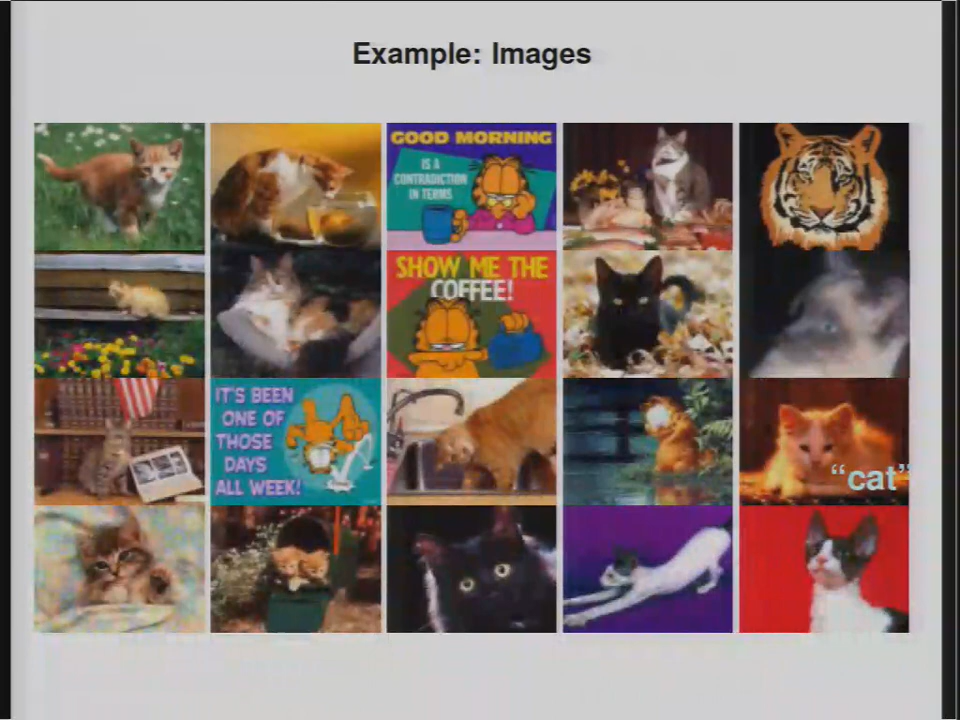 Example: Images
GOOD MORNING
IS A
CONTRADICTION
IN TERMS
SHOW ME THE
COFFEE!
IT'S BEEN
ONE OF
THOSE
DAYS
ALL WEEK!
“cat”